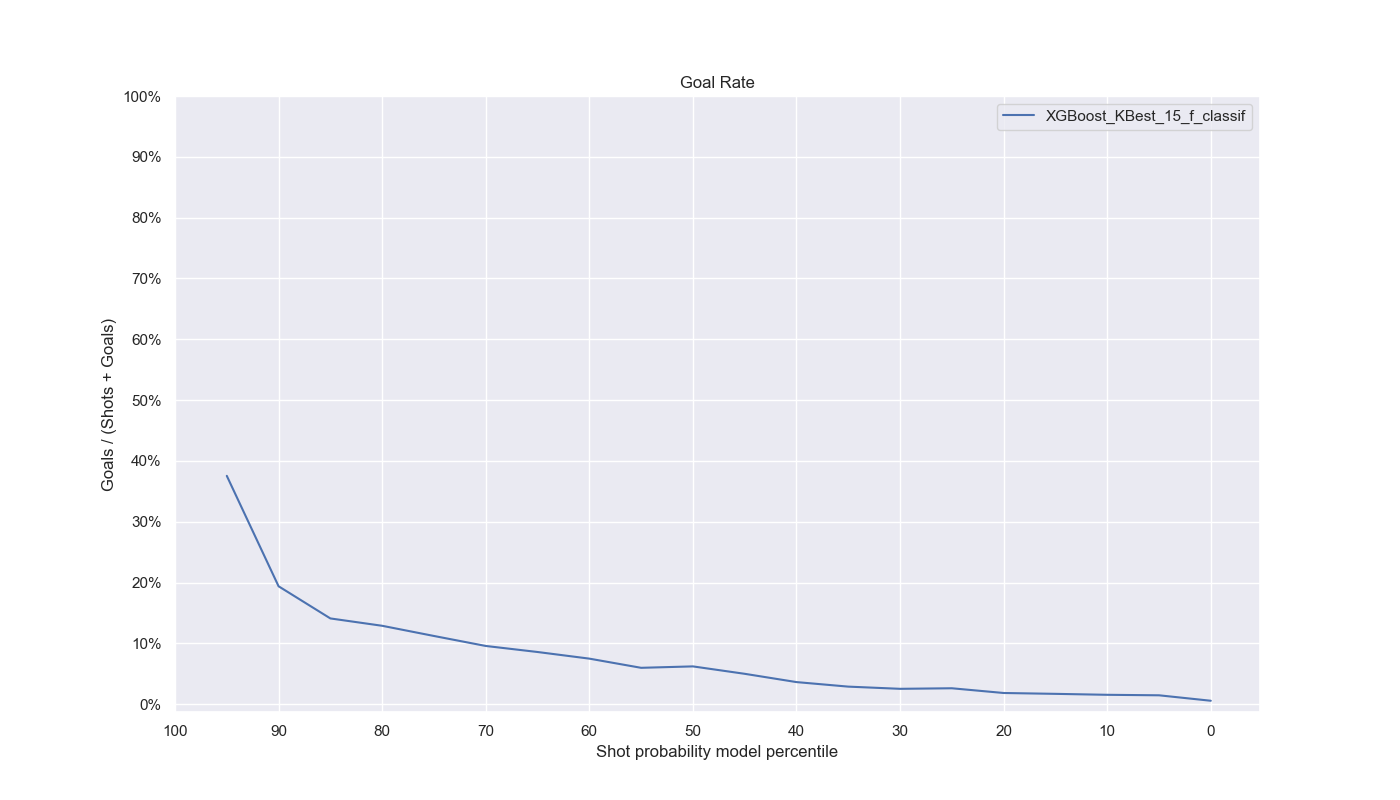 Goal Rate
XGBoost_KBest_15_f_classif
Goals / (Shots + Goals)
100%
90%
80%
70%
60%
50%
40%
30%
20%
10%
0%
100 90 80 70 60 50 40 30 20 10 0
Shot probability model percentile